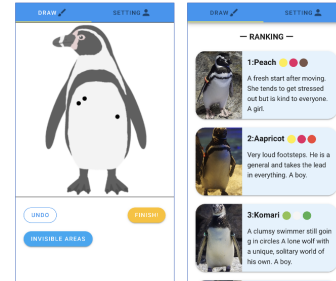 DRAW
SETTING
UNDO
FINISH!
INVISIBLE AREAS
DRAW
SETTING
— RANKING —
1:Peach
A fresh start after moving.
She tends to get stressed
out but is kind to everyone.
A girl.
2:Aapricot
Very loud footsteps. He is a
general and takes the lead
in everything. A boy.
3:Komari
A clumsy swimmer still goin
g in circles A lone wolf with
a unique, solitary world of
his own. A boy.